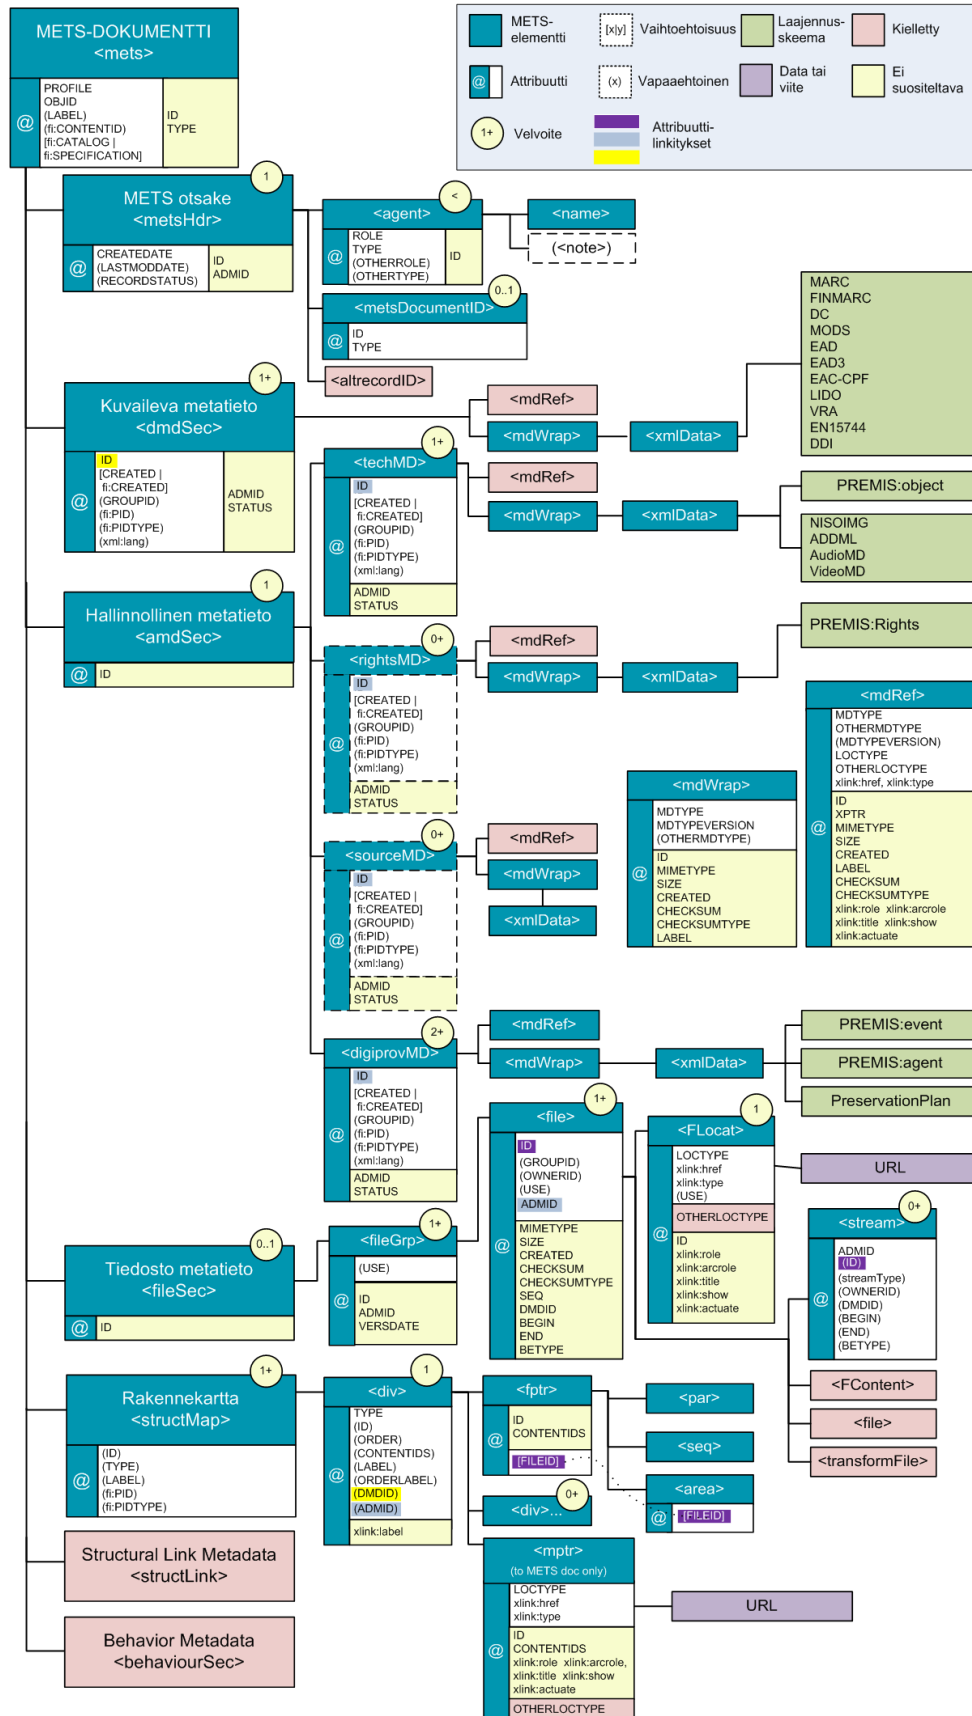 METS-DOKUMENTTI
<mets>
@
PROFILE
OBJID
(LABEL)
(fi:CONTENTID)
[fi:CATALOG |
fi:SPECIFICATION]
ID
TYPE
METS-
elementti
[x|y]
Vaihtoehtoisuus
Laajennus-
skeema
Kielletty
@
Attribuutti
(x)
Vapaaehtoinen
Data tai
viite
Ei
suositeltava
1+
Velvoite
Attribuutti-
linkitykset
1
METS otsake
<metsHdr>
@
CREATEDATE
(LASTMODDATE)
(RECORDSTATUS)
ID
ADMID
<
<agent>
@
ROLE
TYPE
(OTHERROLE)
(OTHERTYPE)
ID
<name>
(<note>)
0..1
<metsDocumentID>
@
ID
TYPE
<altrecordID>
1+
Kuvaileva metatieto
<dmdSec>
@
ID
[CREATED |
fi:CREATED]
(GROUPID)
(fi:PID)
(fi:PIDTYPE)
(xml:lang)
ADMID
STATUS
<mdRef>
<mdWrap>
<xmlData>
MARC
FINMARC
DC
MODS
EAD
EAD3
EAC-CPF
LIDO
VRA
EN15744
DDI
1
Hallinnollinen metatieto
<amdSec>
@
ID
1+
<techMD>
@
ID
[CREATED |
fi:CREATED]
(GROUPID)
(fi:PID)
(fi:PIDTYPE)
(xml:lang)
ADMID
STATUS
<mdRef>
<mdWrap>
<xmlData>
PREMIS:object
NISOIMG
ADDML
AudioMD
VideoMD
0+
<rightsMD>
@
ID
[CREATED |
fi:CREATED]
(GROUPID)
(fi:PID)
(fi:PIDTYPE)
(xml:lang)
ADMID
STATUS
<mdRef>
<mdWrap>
<xmlData>
PREMIS:Rights
<mdWrap>
@
MDTYPE
MDTYPEVERSION
(OTHERMDTYPE)
ID
MIMETYPE
SIZE
CREATED
CHECKSUM
CHECKSUMTYPE
LABEL
<mdRef>
@
MDTYPE
OTHERMDTYPE
(MDTYPEVERSION)
LOCTYPE
OTHERLOCTYPE
xlink:href, xlink:type
ID
XPTR
MIMETYPE
SIZE
CREATED
LABEL
CHECKSUM
CHECKSUMTYPE
xlink:role xlink:arcrole
xlink:title xlink:show
xlink:actuate
0+
<sourceMD>
@
ID
[CREATED |
fi:CREATED]
(GROUPID)
(fi:PID)
(fi:PIDTYPE)
(xml:lang)
ADMID
STATUS
<mdRef>
<mdWrap>
<xmlData>
2+
<digiprovMD>
@
ID
[CREATED |
fi:CREATED]
(GROUPID)
(fi:PID)
(fi:PIDTYPE)
(xml:lang)
ADMID
STATUS
<mdRef>
<mdWrap>
<xmlData>
PREMIS:event
PREMIS:agent
PreservationPlan
0..1
Tiedosto metatieto
<fileSec>
@
ID
1+
<fileGrp>
@
(USE)
ID
ADMID
VERSDATE
1+
<file>
@
ID
(GROUPID)
(OWNERID)
(USE)
ADMID
MIMETYPE
SIZE
CREATED
CHECKSUM
CHECKSUMTYPE
SEQ
DMDID
BEGIN
END
BETYPE
1
<FLocat>
@
LOCTYPE
xlink:href
xlink:type
(USE)
OTHERLOCTYPE
ID
xlink:role
xlink:arcrole
xlink:title
xlink:show
xlink:actuate
URL
0+
<stream>
@
ADMID
(ID)
(streamType)
(OWNERID)
(DMDID)
(BEGIN)
(END)
(BETYPE)
<FContent>
<file>
<transformFile>
1+
Rakennekartta
<structMap>
@
(ID)
(TYPE)
(LABEL)
(fi:PID)
(fi:PIDTYPE)
1
<div>
@
TYPE
(ID)
(ORDER)
(CONTENTIDS)
(LABEL)
(ORDERLABEL)
(DMDID)
(ADMID)
xlink:label
<fptr>
@
ID
CONTENTIDS
[FILEID]
<par>
<seq>
<area>
@
[FILEID]
0+
<div>...
<mptr>
(to METS doc only)
@
LOCTYPE
xlink:href
xlink:type
ID
CONTENTIDS
xlink:role xlink:arcrole,
xlink:title xlink:show
xlink:actuate
OTHERLOCTYPE
URL
Structural Link Metadata
<structLink>
Behavior Metadata
<behaviourSec>